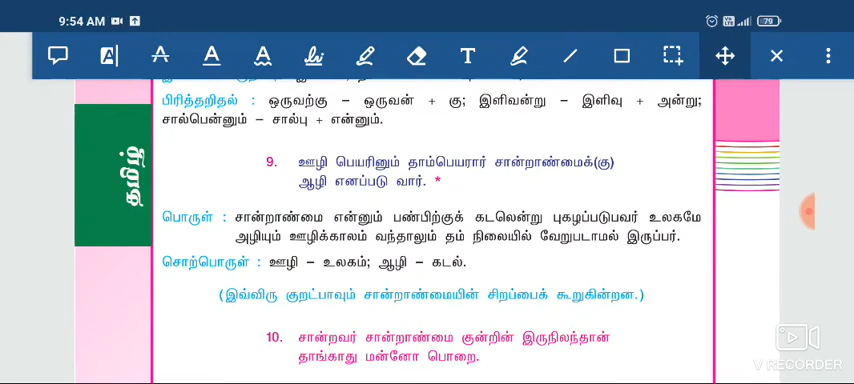 9:54 AM
79
A
A
A
A
T
பிரித்தறிதல் : ஒருவற்கு – ஒருவன் + கு; இளிவன்று – இளிவு + அன்று;
சால்பென்னும் – சால்பு + என்னும்.
தமிழ்
9. ஊழி பெயரினும் தாம்பெயரார் சான்றாண்மைக்(கு)
ஆழி எனப்படு வார். *
பொருள் : சான்றாண்மை என்னும் பண்பிற்குக் கடலென்று புகழப்படுபவர் உலகமே
அழியும் ஊழிக்காலம் வந்தாலும் தம் நிலையில் வேறுபடாமல் இருப்பர்.
சொற்பொருள் : ஊழி – உலகம்; ஆழி – கடல்.
(இவ்விரு குறட்பாவும் சான்றாண்மையின் சிறப்பைக் கூறுகின்றன.)
10. சான்றவர் சான்றாண்மை குன்றின் இருநிலந்தான்
தாங்காது மன்னோ பொறை.
V RECORDER